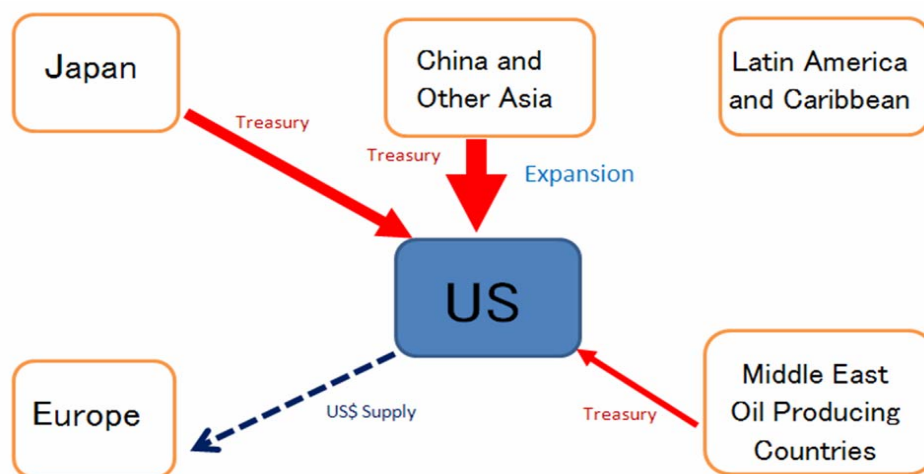 Japan
China and
Other Asia
Latin America
and Caribbean
Treasury
Treasury
Expansion
US
Europe
US$ Supply
Treasury
Middle East
Oil Producing
Countries